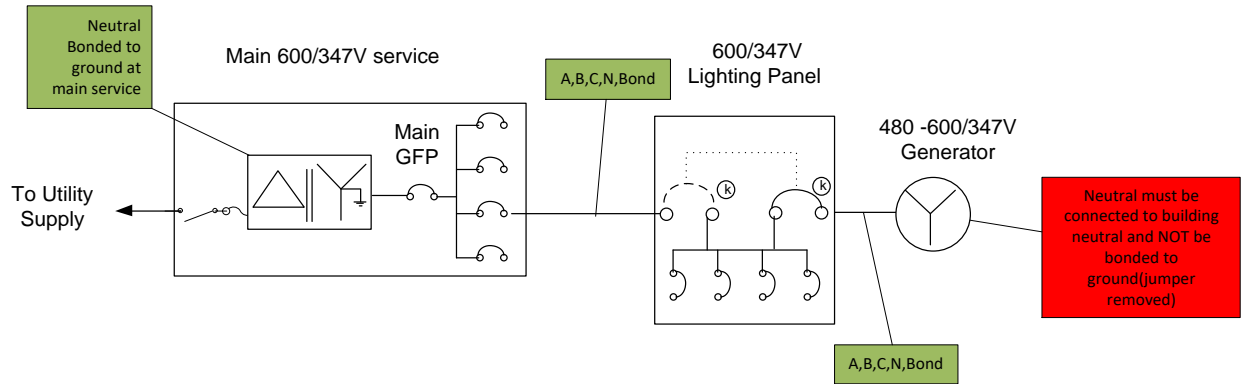 Neutral
Bonded to
ground at
main service
Main 600/347V service
A,B,C,N,Bond
600/347V
Lighting Panel
480 -600/347V
Generator
Main
GFP
To Utility
Supply
k
k
Neutral must be
connected to building
neutral and NOT be
bonded to
ground(jumper
removed)
A,B,C,N,Bond